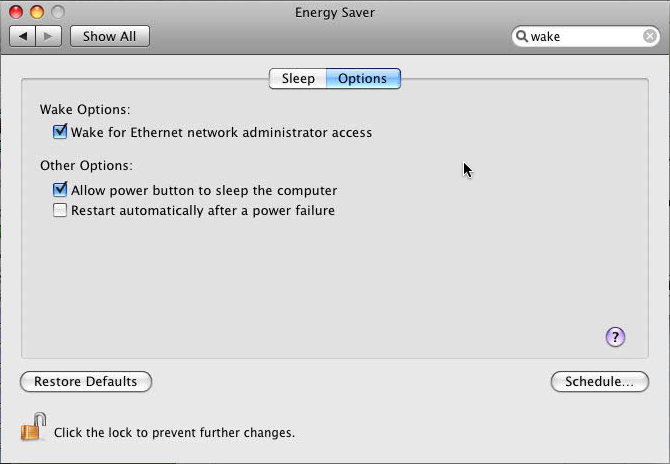 Energy Saver
Show All
wake
Sleep Options
Wake Options:
Wake for Ethernet network administrator access
Other Options:
Allow power button to sleep the computer
Restart automatically after a power failure
?
Restore Defaults
Schedule...
Click the lock to prevent further changes.